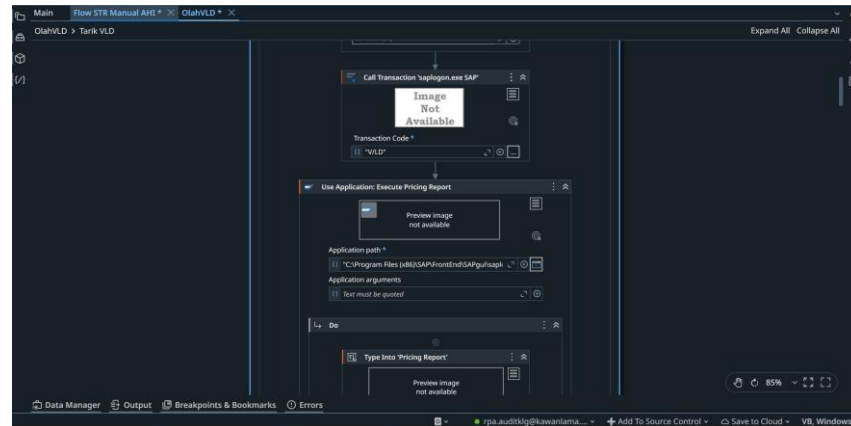 Main Flow STR Manual AHI * OlahVLD *
OlahVLD > Tarik VLD Expand All Collapse All
Call Transaction 'saplogon.exe SAP'
Image
Not
Available
Transaction Code *
"V/LD"
Use Application: Execute Pricing Report
Preview image
not available
Application path *
"C:\Program Files (x86)\SAP\FrontEnd\SAPgui\saplo
Application arguments
Text must be quoted
Do
Type Into 'Pricing Report'
Preview image
not available
85%
Data Manager Output Breakpoints & Bookmarks Errors
rpa.auditklg@kawanlama.... Add To Source Control Save to Cloud VB, Windows